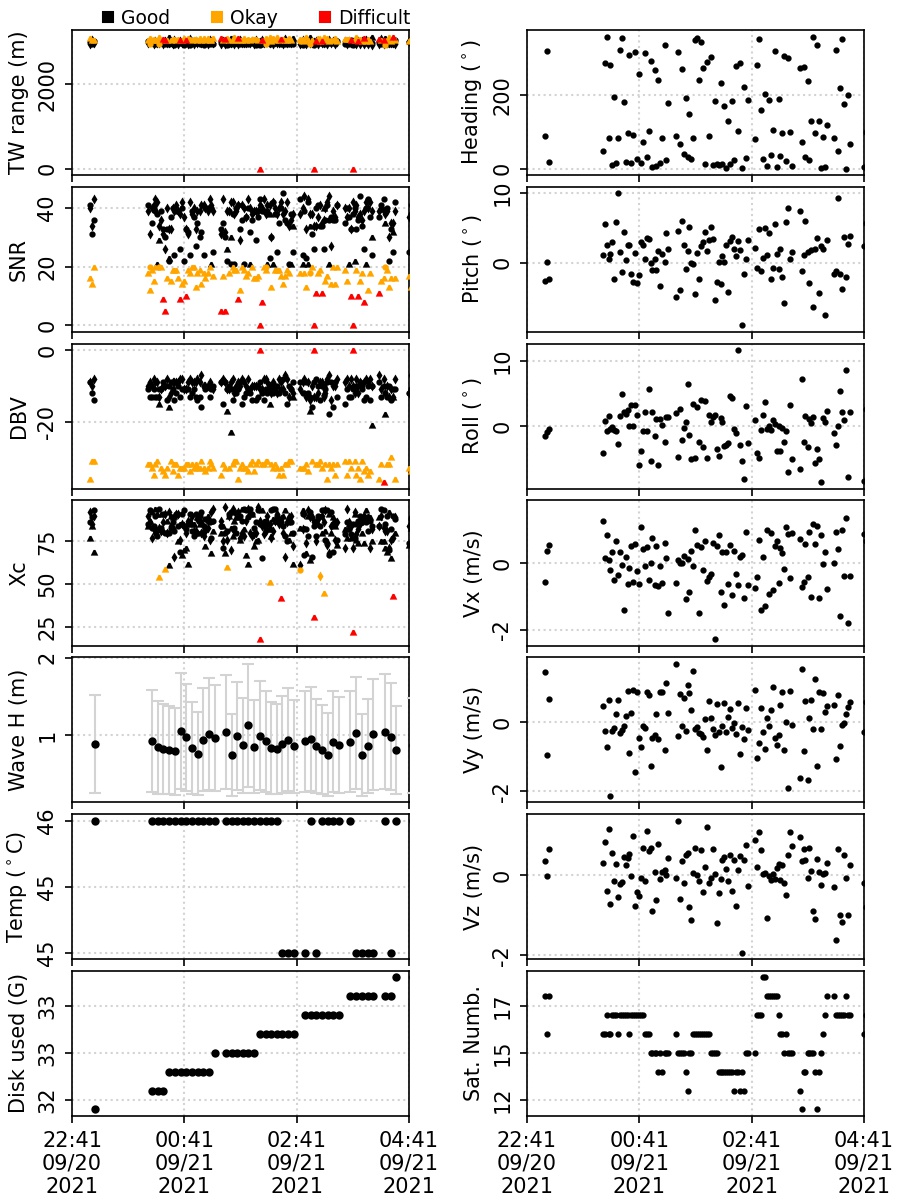 Good Okay Difficult
TW range (m)
2000
0
Heading (°)
200
0
SNR
40
20
0
Pitch (°)
10
0
DBV
0
-20
Roll (°)
10
0
Xc
75
50
25
Vx (m/s)
0
-2
Wave H (m)
2
1
Vy (m/s)
0
-2
Temp (°C)
46
45
45
Vz (m/s)
0
-2
Disk used (G)
33
33
32
Sat. Numb.
17
15
12
22:41 00:41 02:41 04:41 22:41 00:41 02:41 04:41
09/20 09/21 09/21 09/21 09/20 09/21 09/21 09/21
2021 2021 2021 2021 2021 2021 2021 2021